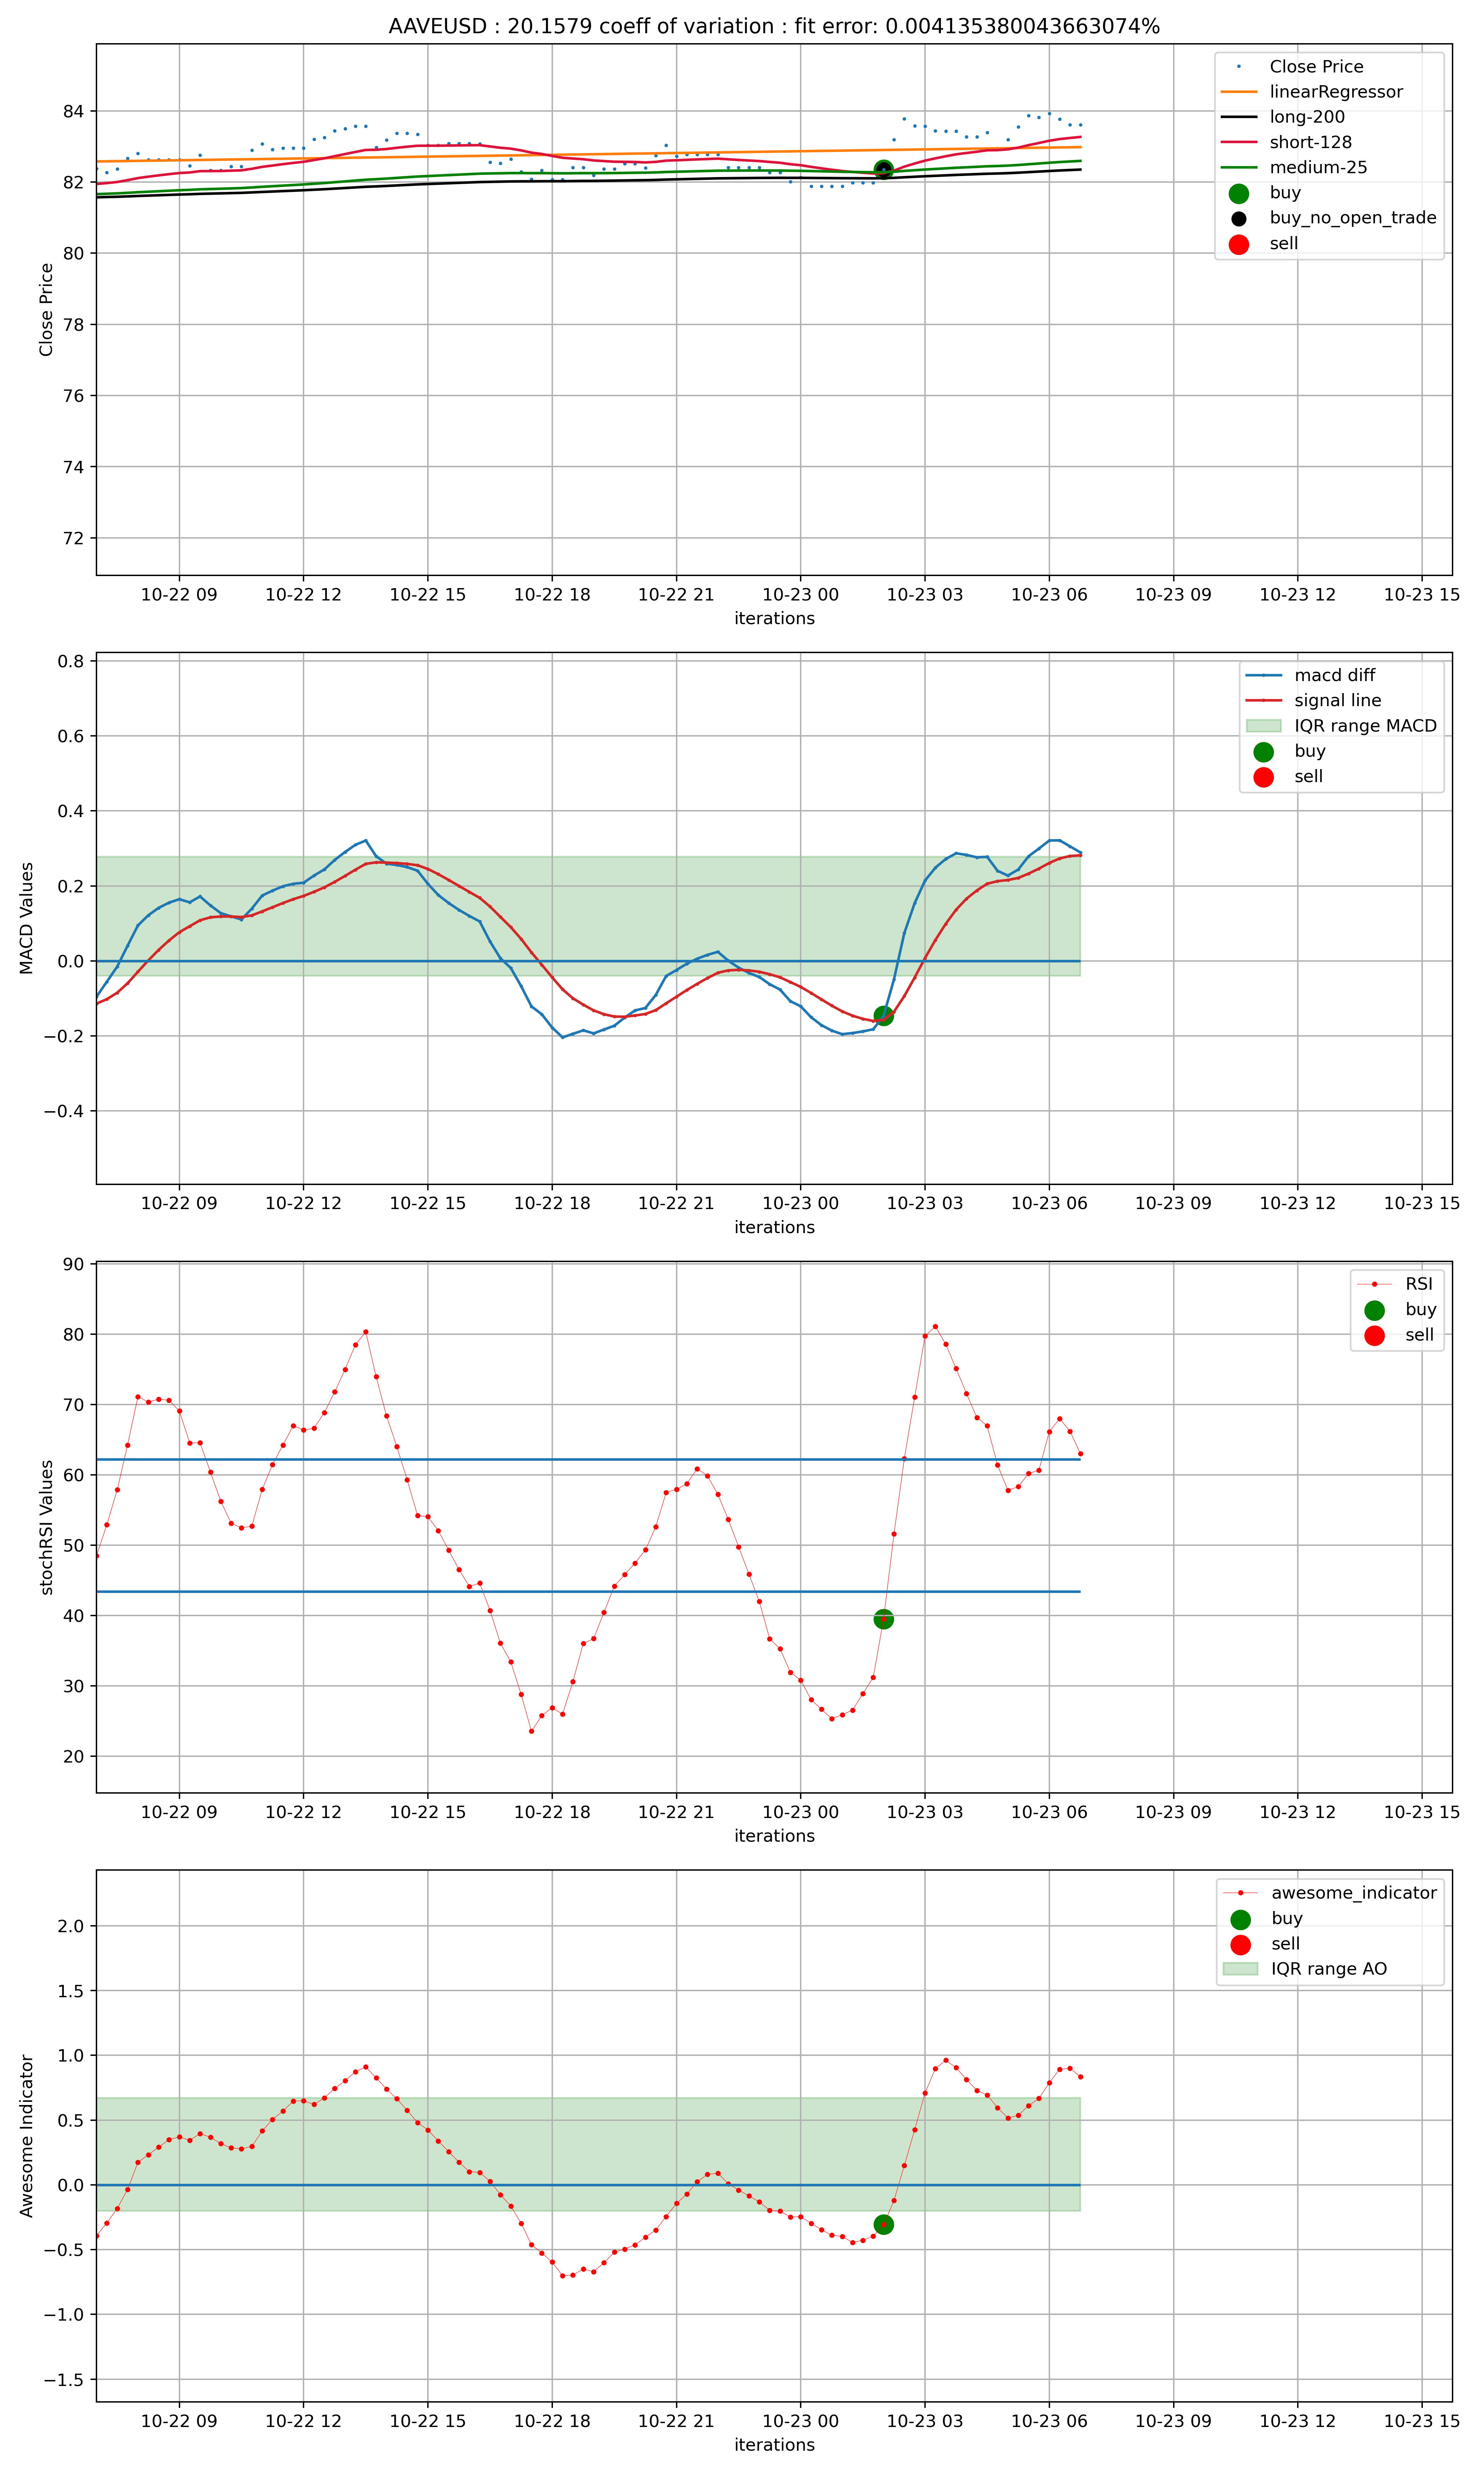 AAVEUSD : 20.1579 coeff of variation : fit error: 0.004135380043663074%
Close Price
linearRegressor
long-200
short-128
medium-25
buy
buy_no_open_trade
sell
84
82
80
78
76
74
72
Close Price
10-22 09 10-22 12 10-22 15 10-22 18 10-22 21 10-23 00 10-23 03 10-23 06 10-23 09 10-23 12 10-23 15
iterations
macd diff
signal line
IQR range MACD
buy
sell
0.8
0.6
0.4
0.2
0.0
−0.2
−0.4
MACD Values
10-22 09 10-22 12 10-22 15 10-22 18 10-22 21 10-23 00 10-23 03 10-23 06 10-23 09 10-23 12 10-23 15
iterations
RSI
buy
sell
90
80
70
60
50
40
30
20
stochRSI Values
10-22 09 10-22 12 10-22 15 10-22 18 10-22 21 10-23 00 10-23 03 10-23 06 10-23 09 10-23 12 10-23 15
iterations
awesome_indicator
buy
sell
IQR range AO
2.0
1.5
1.0
0.5
0.0
−0.5
−1.0
−1.5
Awesome Indicator
10-22 09 10-22 12 10-22 15 10-22 18 10-22 21 10-23 00 10-23 03 10-23 06 10-23 09 10-23 12 10-23 15
iterations